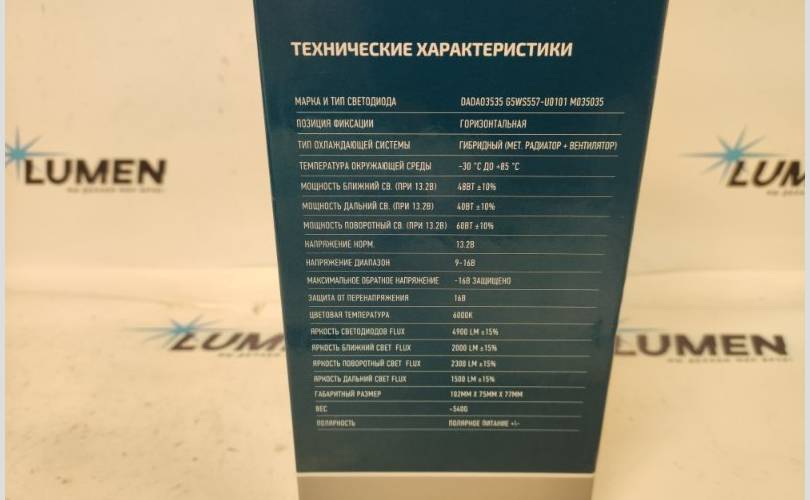 ТЕХНИЧЕСКИЕ ХАРАКТЕРИСТИКИ
МАРКА И ТИП СВЕТОДИОДА DADAO3535 G5WS557-U0101 M035035
ПОЗИЦИЯ ФИКСАЦИИ ГОРИЗОНТАЛЬНАЯ
ТИП ОХЛАЖДАЮЩЕЙ СИСТЕМЫ ГИБРИДНЫЙ (МЕТ. РАДИАТОР + ВЕНТИЛЯТОР)
ТЕМПЕРАТУРА ОКРУЖАЮЩЕЙ СРЕДЫ -30 °C ДО +85 °C
МОЩНОСТЬ БЛИЖНИЙ СВ. (ПРИ 13.2В) 48ВТ ±10%
МОЩНОСТЬ ДАЛЬНИЙ СВ. (ПРИ 13.2В) 40ВТ ±10%
МОЩНОСТЬ ПОВОРОТНЫЙ СВ. (ПРИ 13.2В) 60ВТ ±10%
НАПРЯЖЕНИЕ НОРМ. 13.2В
НАПРЯЖЕНИЕ ДИАПАЗОН 9-16В
МАКСИМАЛЬНОЕ ОБРАТНОЕ НАПРЯЖЕНИЕ -16В ЗАЩИЩЕНО
ЗАЩИТА ОТ ПЕРЕНАПРЯЖЕНИЯ 16В
ЦВЕТОВАЯ ТЕМПЕРАТУРА 6000К
ЯРКОСТЬ СВЕТОДИОДОВ FLUX 4900 LM ±15%
ЯРКОСТЬ БЛИЖНИЙ СВЕТ FLUX 2000 LM ±15%
ЯРКОСТЬ ПОВОРОТНЫЙ СВЕТ FLUX 2300 LM ±15%
ЯРКОСТЬ ДАЛЬНИЙ СВЕТ FLUX 1500 LM ±15%
ГАБАРИТНЫЙ РАЗМЕР 102ММ X 75ММ X 77ММ
ВЕС ~540G
ПОЛЯРНОСТЬ ПОЛЯРНОЕ ПИТАНИЕ +\-
LUMEN
LUMEN
LUMEN
LUMEN